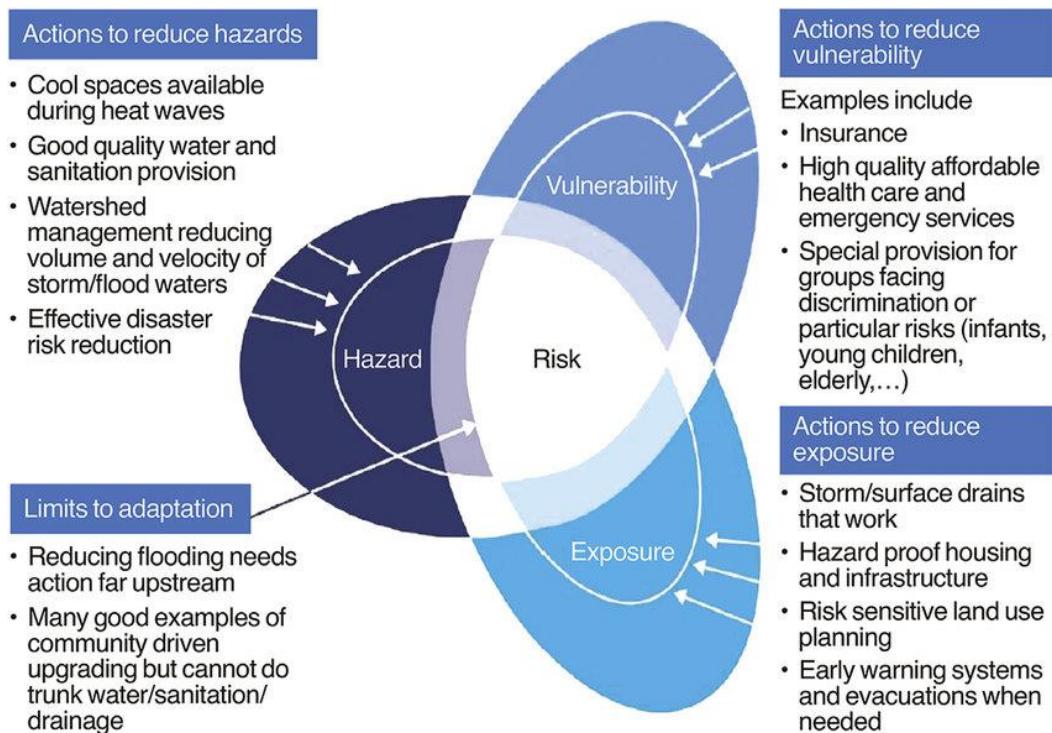 Actions to reduce hazards
• Cool spaces available
during heat waves
• Good quality water and
sanitation provision
• Watershed
management reducing
volume and velocity of
storm/flood waters
• Effective disaster
risk reduction
Limits to adaptation
• Reducing flooding needs
action far upstream
• Many good examples of
community driven
upgrading but cannot do
trunk water/sanitation/
drainage
Vulnerability
Hazard
Risk
Exposure
Actions to reduce
vulnerability
Examples include
• Insurance
• High quality affordable
health care and
emergency services
• Special provision for
groups facing
discrimination or
particular risks (infants,
young children,
elderly,...)
Actions to reduce
exposure
• Storm/surface drains
that work
• Hazard proof housing
and infrastructure
• Risk sensitive land use
planning
• Early warning systems
and evacuations when
needed